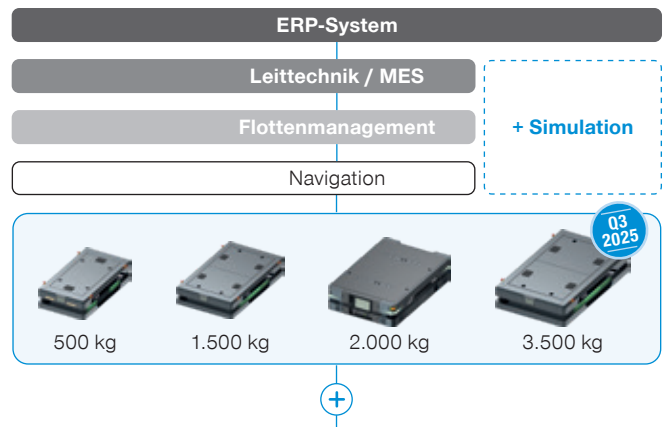 ERP-System
Leittechnik / MES
Flottenmanagement
+ Simulation
Navigation
Q3
2025
500 kg
1.500 kg
2.000 kg
3.500 kg
+